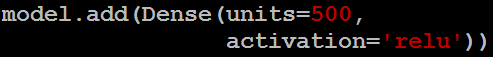 model.add(Dense(units=500,
                activation='relu'))